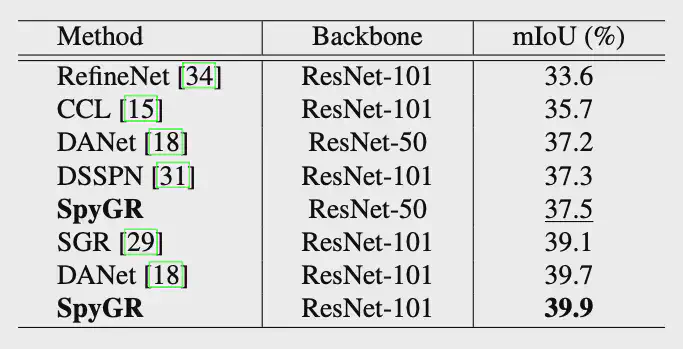 Method Backbone mIoU (%)
RefineNet [34] ResNet-101 33.6
CCL [15] ResNet-101 35.7
DANet [18] ResNet-50 37.2
DSSPN [31] ResNet-101 37.3
SpyGR ResNet-50 37.5
SGR [29] ResNet-101 39.1
DANet [18] ResNet-101 39.7
SpyGR ResNet-101 39.9